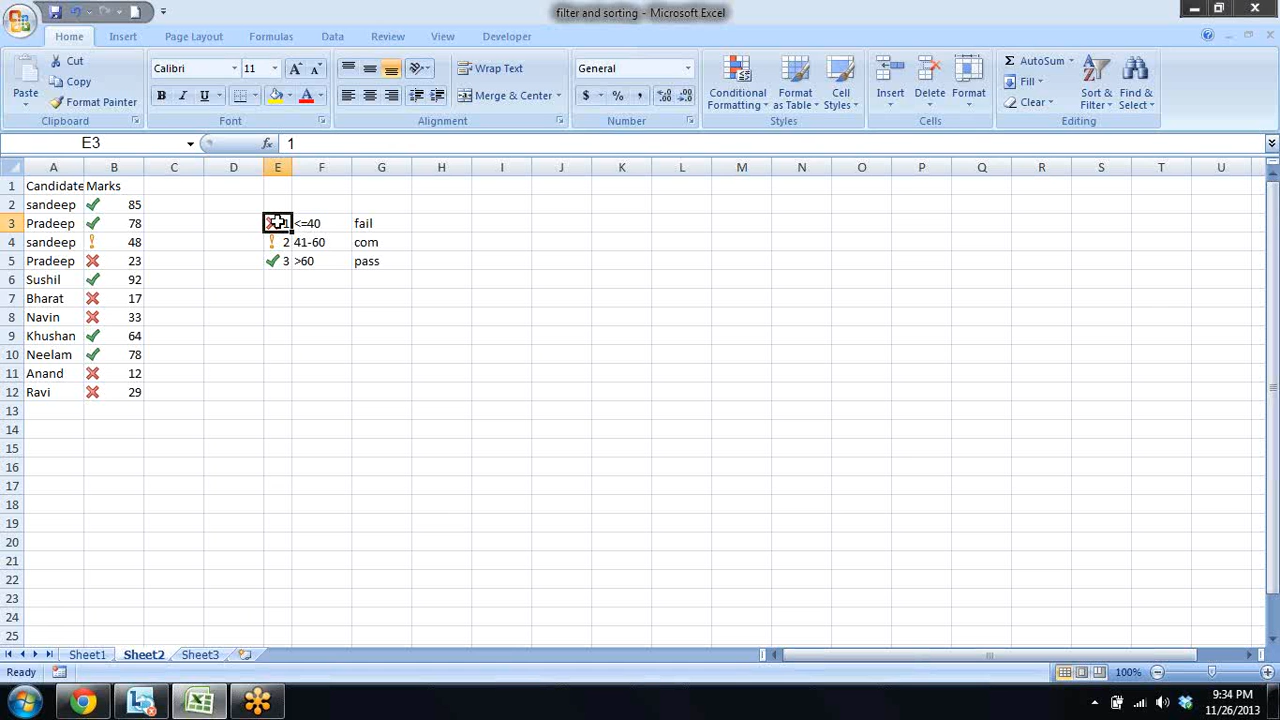 filter and sorting - Microsoft Excel
Home Insert Page Layout Formulas Data Review View Developer
Paste Cut Copy Format Painter Clipboard
Calibri 11 B I U Font
Wrap Text Merge & Center Alignment
General $ % , Number
Conditional Formatting Format as Table Cell Styles Styles
Insert Delete Format Cells
AutoSum Fill Clear Sort & Filter Find & Select Editing
E3 fx 1
A B C D E F G H I J K L M N O P Q R S T U
1 Candidate Marks
2 sandeep 85
3 Pradeep 78 1 <=40 fail
4 sandeep 48 2 41-60 com
5 Pradeep 23 3 >60 pass
6 Sushil 92
7 Bharat 17
8 Navin 33
9 Khushan 64
10 Neelam 78
11 Anand 12
12 Ravi 29
13
14
15
16
17
18
19
20
21
22
23
24
25
Sheet1 Sheet2 Sheet3
Ready 100%
9:34 PM
11/26/2013